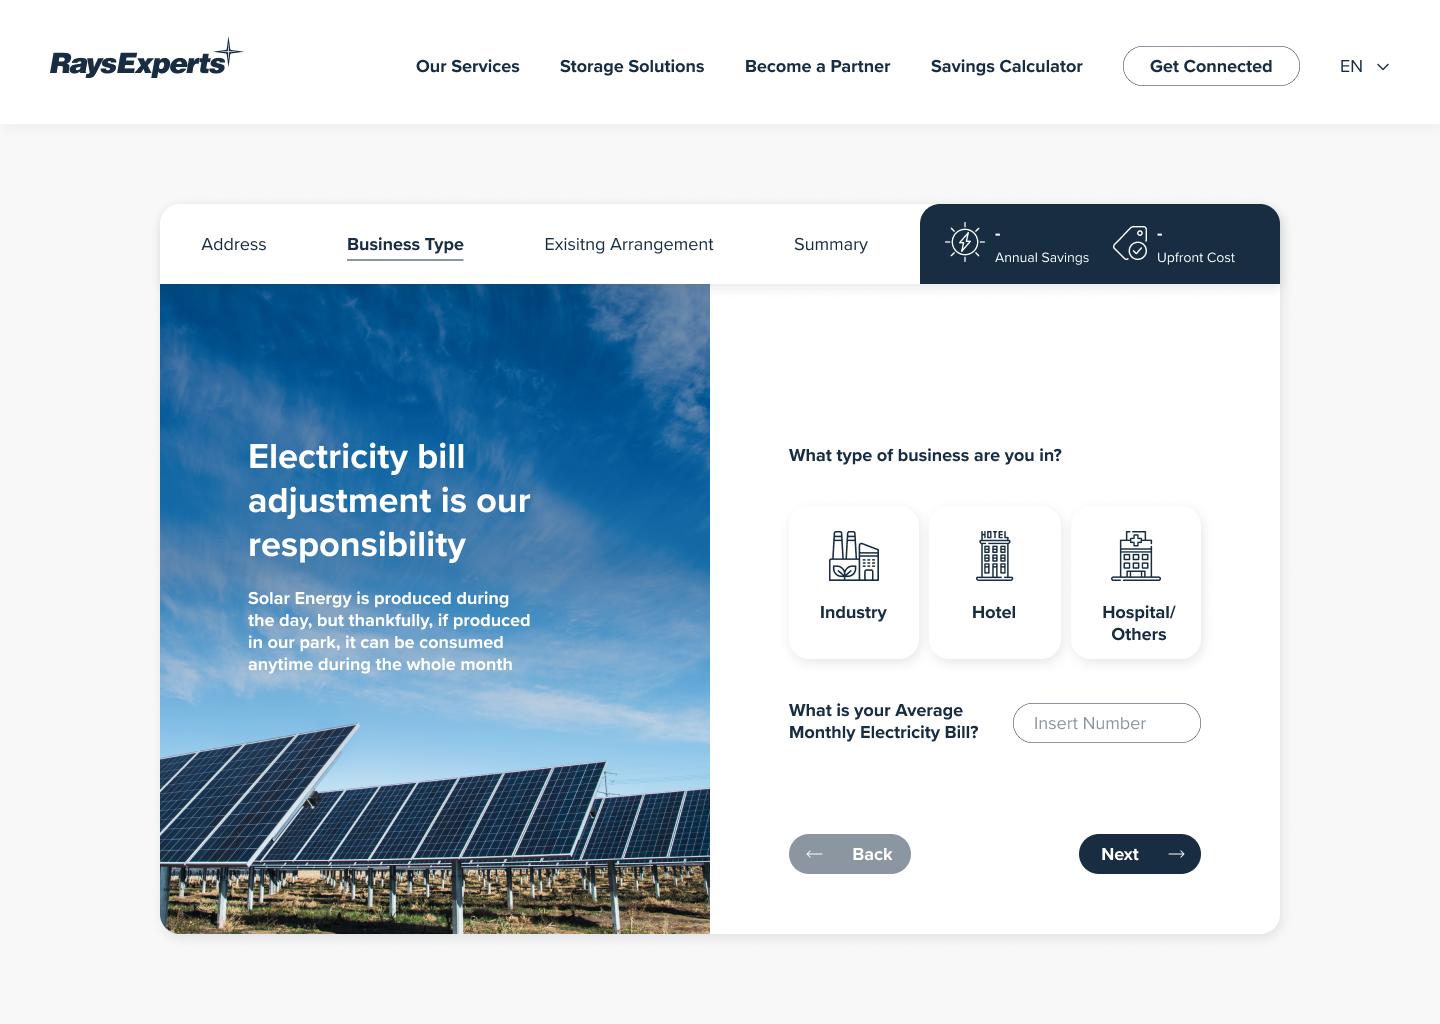 RaysExperts
Our Services
Storage Solutions
Become a Partner
Savings Calculator
Get Connected
EN
Address
Business Type
Exisitng Arrangement
Summary
-
Annual Savings
-
Upfront Cost
Electricity bill
adjustment is our
responsibility
Solar Energy is produced during
the day, but thankfully, if produced
in our park, it can be consumed
anytime during the whole month
What type of business are you in?
Industry
HOTEL
Hotel
Hospital/
Others
What is your Average
Monthly Electricity Bill?
Insert Number
Back
Next